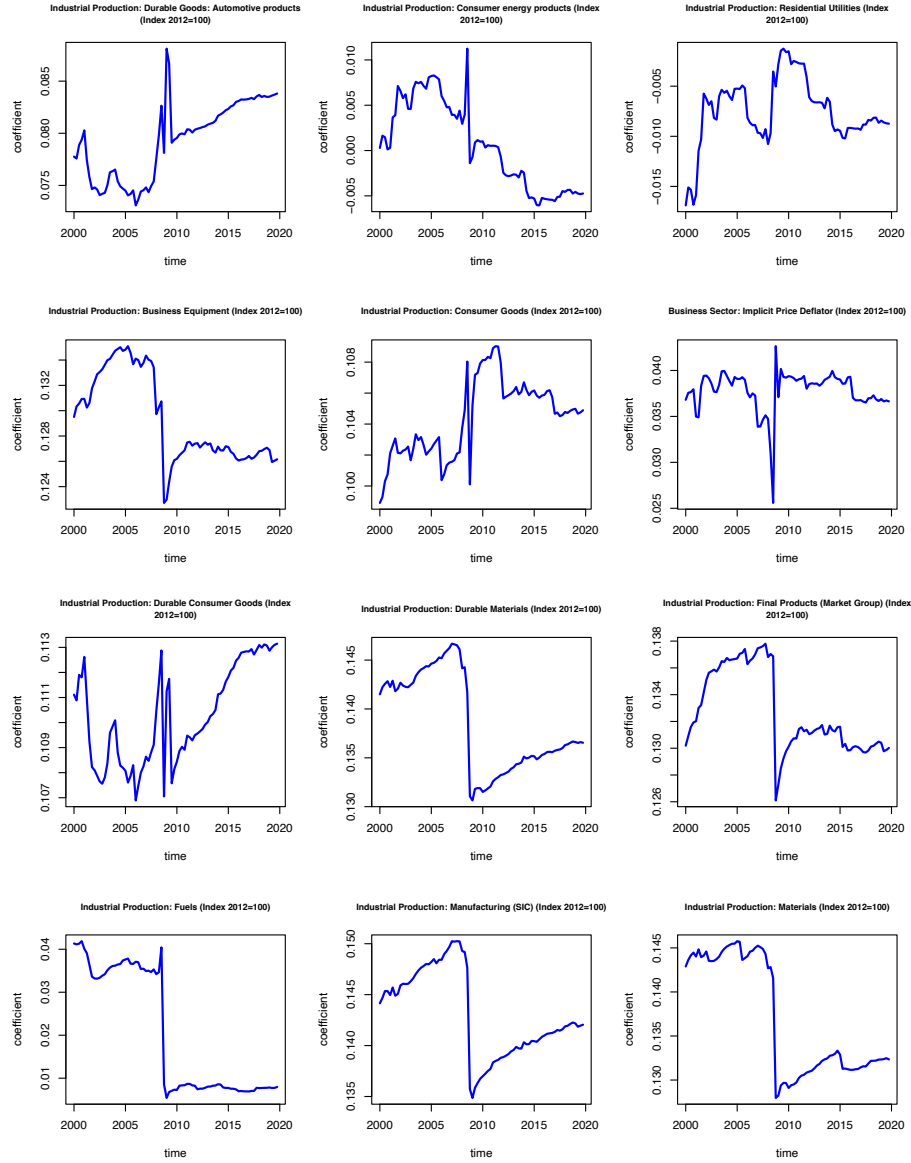 Industrial Production: Durable Goods: Automotive products
(Index 2012=100)
coefficient
0.075 0.080 0.085
2000 2005 2010 2015 2020
time
Industrial Production: Consumer energy products (Index
2012=100)
coefficient
−0.005 0.000 0.005 0.010
2000 2005 2010 2015 2020
time
Industrial Production: Residential Utilities (Index
2012=100)
coefficient
−0.015 −0.010 −0.005
2000 2005 2010 2015 2020
time
Industrial Production: Business Equipment (Index 2012=100)
coefficient
0.124 0.128 0.132
2000 2005 2010 2015 2020
time
Industrial Production: Consumer Goods (Index 2012=100)
coefficient
0.100 0.104 0.108
2000 2005 2010 2015 2020
time
Business Sector: Implicit Price Deflator (Index 2012=100)
coefficient
0.025 0.030 0.035 0.040
2000 2005 2010 2015 2020
time
Industrial Production: Durable Consumer Goods (Index
2012=100)
coefficient
0.107 0.109 0.111 0.113
2000 2005 2010 2015 2020
time
Industrial Production: Durable Materials (Index 2012=100)
coefficient
0.130 0.135 0.140 0.145
2000 2005 2010 2015 2020
time
Industrial Production: Final Products (Market Group) (Index
2012=100)
coefficient
0.126 0.130 0.134 0.138
2000 2005 2010 2015 2020
time
Industrial Production: Fuels (Index 2012=100)
coefficient
0.01 0.02 0.03 0.04
2000 2005 2010 2015 2020
time
Industrial Production: Manufacturing (SIC) (Index 2012=100)
coefficient
0.135 0.140 0.145 0.150
2000 2005 2010 2015 2020
time
Industrial Production: Materials (Index 2012=100)
coefficient
0.130 0.135 0.140 0.145
2000 2005 2010 2015 2020
time